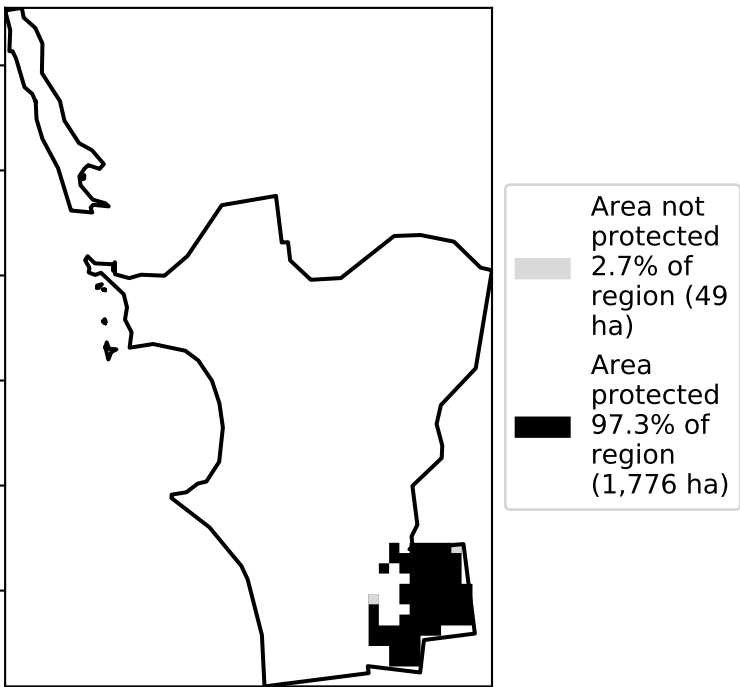 Area not
protected
2.7% of
region (49
ha)
Area
protected
97.3% of
region
(1,776 ha)